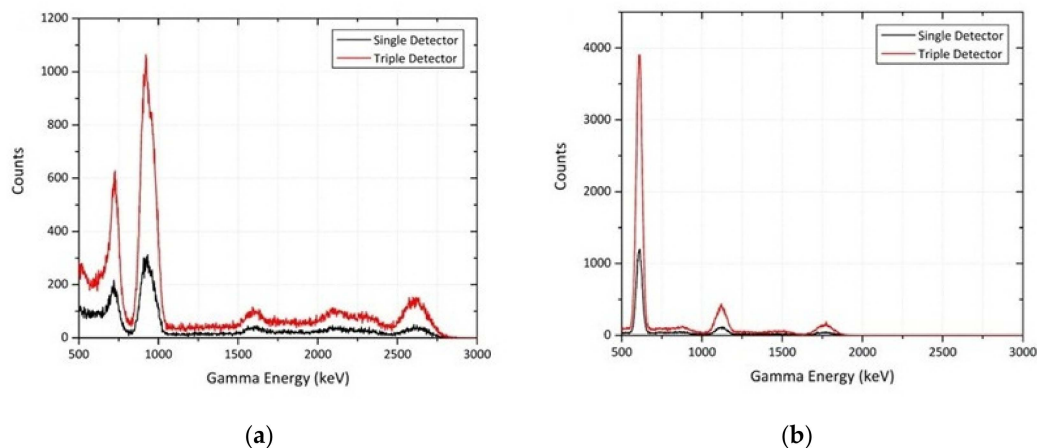 1200
1000
800
600
400
200
0
Counts
Single Detector
Triple Detector
500 1000 1500 2000 2500 3000
Gamma Energy (keV)
(a)
4000
3000
2000
1000
0
Counts
Single Detector
Triple Detector
500 1000 1500 2000 2500 3000
Gamma Energy (keV)
(b)